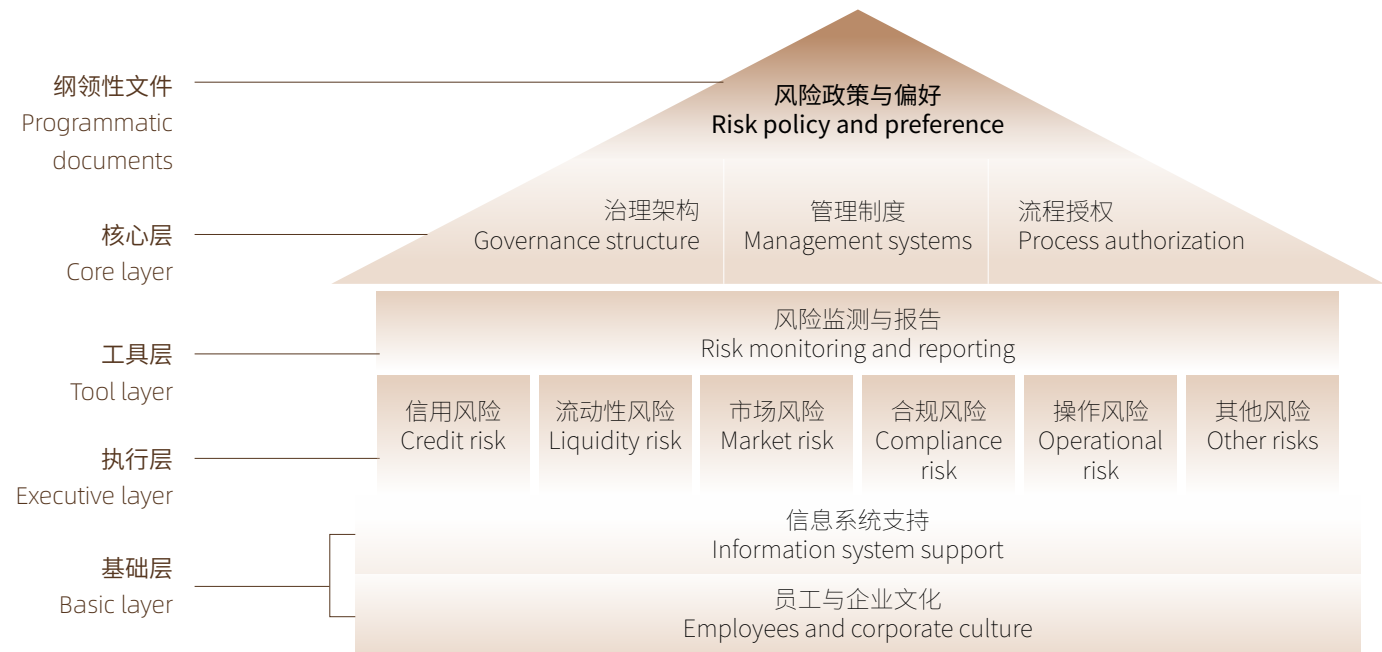 纲领性文件
Programmatic
documents
风险政策与偏好
Risk policy and preference
核心层
Core layer
治理架构
Governance structure
管理制度
Management systems
流程授权
Process authorization
工具层
Tool layer
风险监测与报告
Risk monitoring and reporting
执行层
Executive layer
信用风险
Credit risk
流动性风险
Liquidity risk
市场风险
Market risk
合规风险
Compliance
risk
操作风险
Operational
risk
其他风险
Other risks
基础层
Basic layer
信息系统支持
Information system support
员工与企业文化
Employees and corporate culture